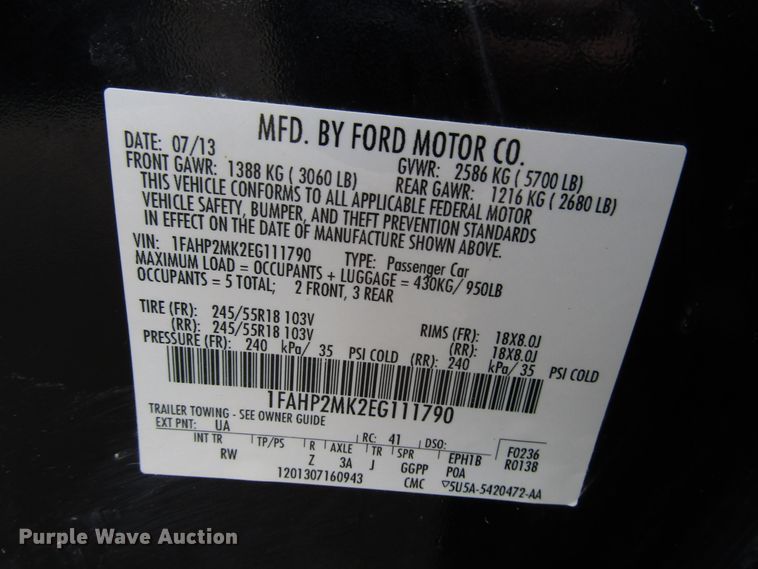 MFD. BY FORD MOTOR CO.
DATE: 07/13 GVWR: 2586 KG ( 5700 LB)
FRONT GAWR: 1388 KG ( 3060 LB) REAR GAWR: 1216 KG ( 2680 LB)
THIS VEHICLE CONFORMS TO ALL APPLICABLE FEDERAL MOTOR
VEHICLE SAFETY, BUMPER, AND THEFT PREVENTION STANDARDS
IN EFFECT ON THE DATE OF MANUFACTURE SHOWN ABOVE.
VIN: 1FAHP2MK2EG111790 TYPE: Passenger Car
MAXIMUM LOAD = OCCUPANTS + LUGGAGE = 430KG/ 950LB
OCCUPANTS = 5 TOTAL; 2 FRONT, 3 REAR
TIRE (FR): 245/55R18 103V RIMS (FR): 18X8.0J
(RR): 245/55R18 103V (RR): 18X8.0J
PRESSURE (FR): 240 kPa/ 35 PSI COLD (RR): 240 kPa/35 PSI COLD
1FAHP2MK2EG111790
TRAILER TOWING - SEE OWNER GUIDE
EXT PNT: UA RC: 41 DSO: F0236
INT TR TP/PS R AXLE TR SPR EPH1B R0138
RW Z 3A J GGPP P0A
1201307160943 CMC ▽5U5A-5420472-AA
Purple Wave Auction